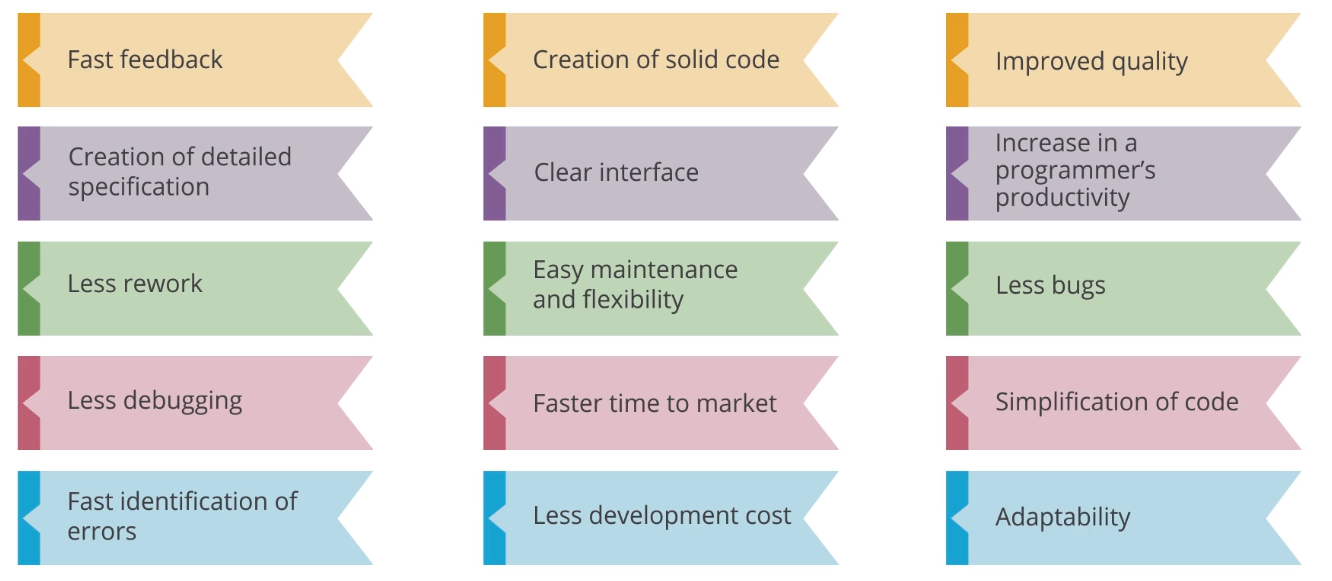 Fast feedback
Creation of solid code
Improved quality
Creation of detailed
specification
Clear interface
Increase in a
programmer’s
productivity
Less rework
Easy maintenance
and flexibility
Less bugs
Less debugging
Faster time to market
Simplification of code
Fast identification of
errors
Less development cost
Adaptability